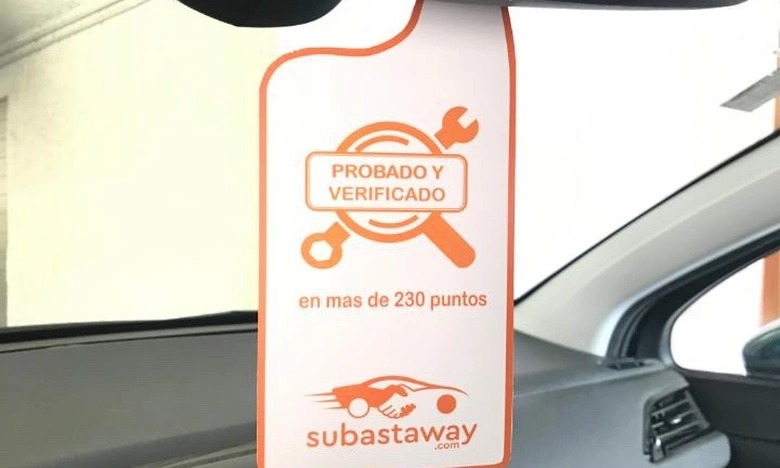 PROBADO Y
VERIFICADO
en mas de 230 puntos
subastaway
.com